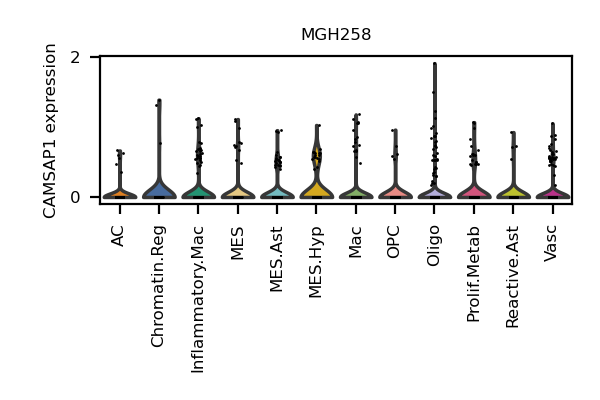 MGH258
CAMSAP1 expression
2
0
AC
Chromatin.Reg
Inflammatory.Mac
MES
MES.Ast
MES.Hyp
Mac
OPC
Oligo
Prolif.Metab
Reactive.Ast
Vasc